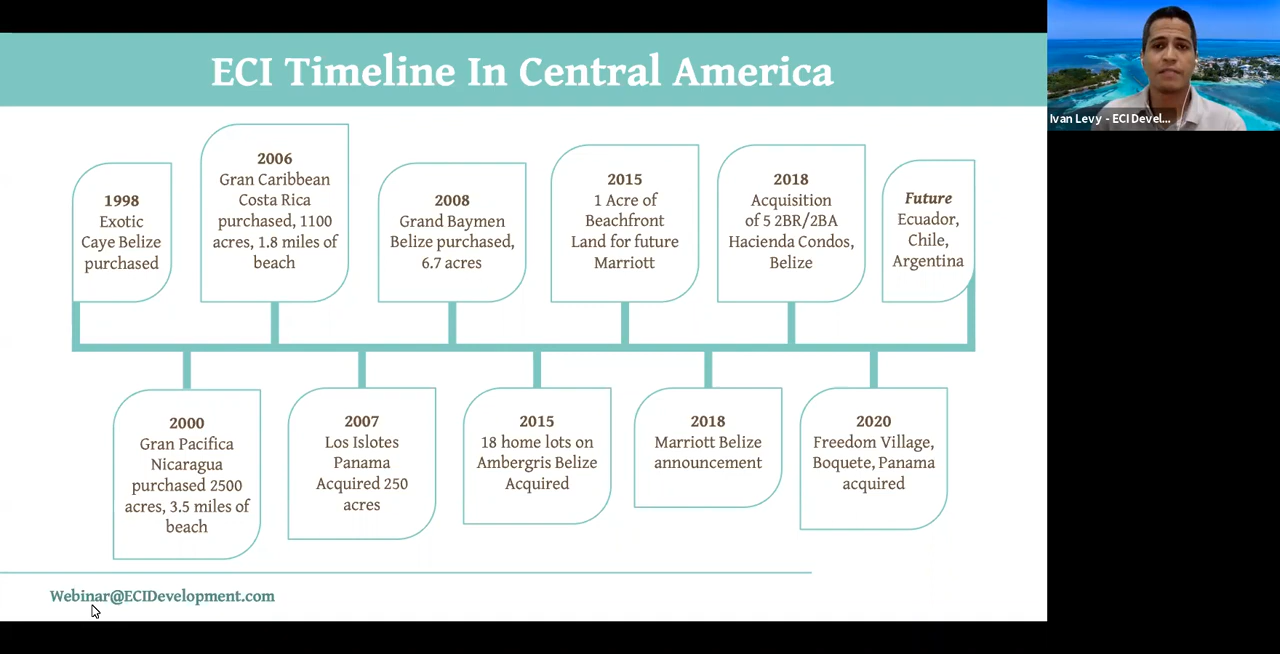 ECI Timeline In Central America
Ivan Levy - ECI Devel...
1998
Exotic
Caye Belize
purchased
2006
Gran Caribbean
Costa Rica
purchased, 1100
acres, 1.8 miles of
beach
2008
Grand Baymen
Belize purchased,
6.7 acres
2015
1 Acre of
Beachfront
Land for future
Marriott
2018
Acquisition
of 5 2BR/2BA
Hacienda Condos,
Belize
Future
Ecuador,
Chile,
Argentina
2000
Gran Pacifica
Nicaragua
purchased 2500
acres, 3.5 miles of
beach
2007
Los Islotes
Panama
Acquired 250
acres
2015
18 home lots on
Ambergris Belize
Acquired
2018
Marriott Belize
announcement
2020
Freedom Village,
Boquete, Panama
acquired
Webinar@ECIDevelopment.com